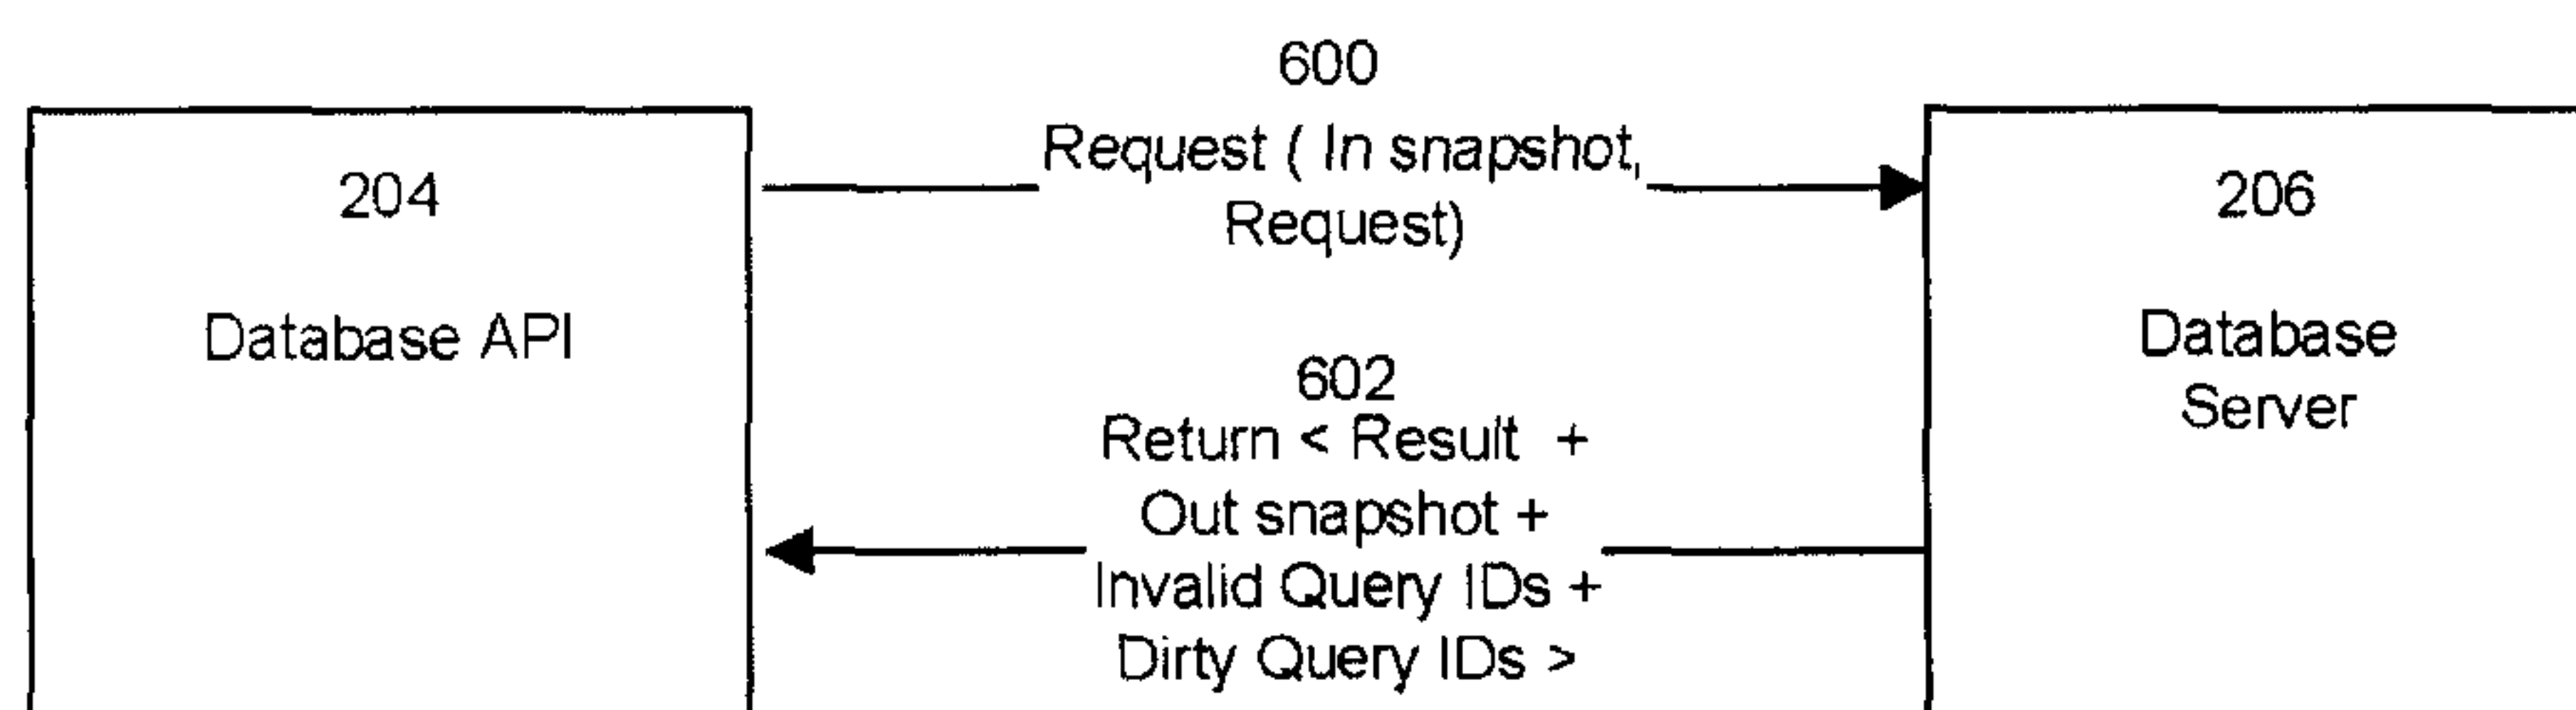 204
Database API
600
Request ( In snapshot,
Request)
602
Return < Result +
Out snapshot +
Invalid Query IDs +
Dirty Query IDs >
206
Database
Server